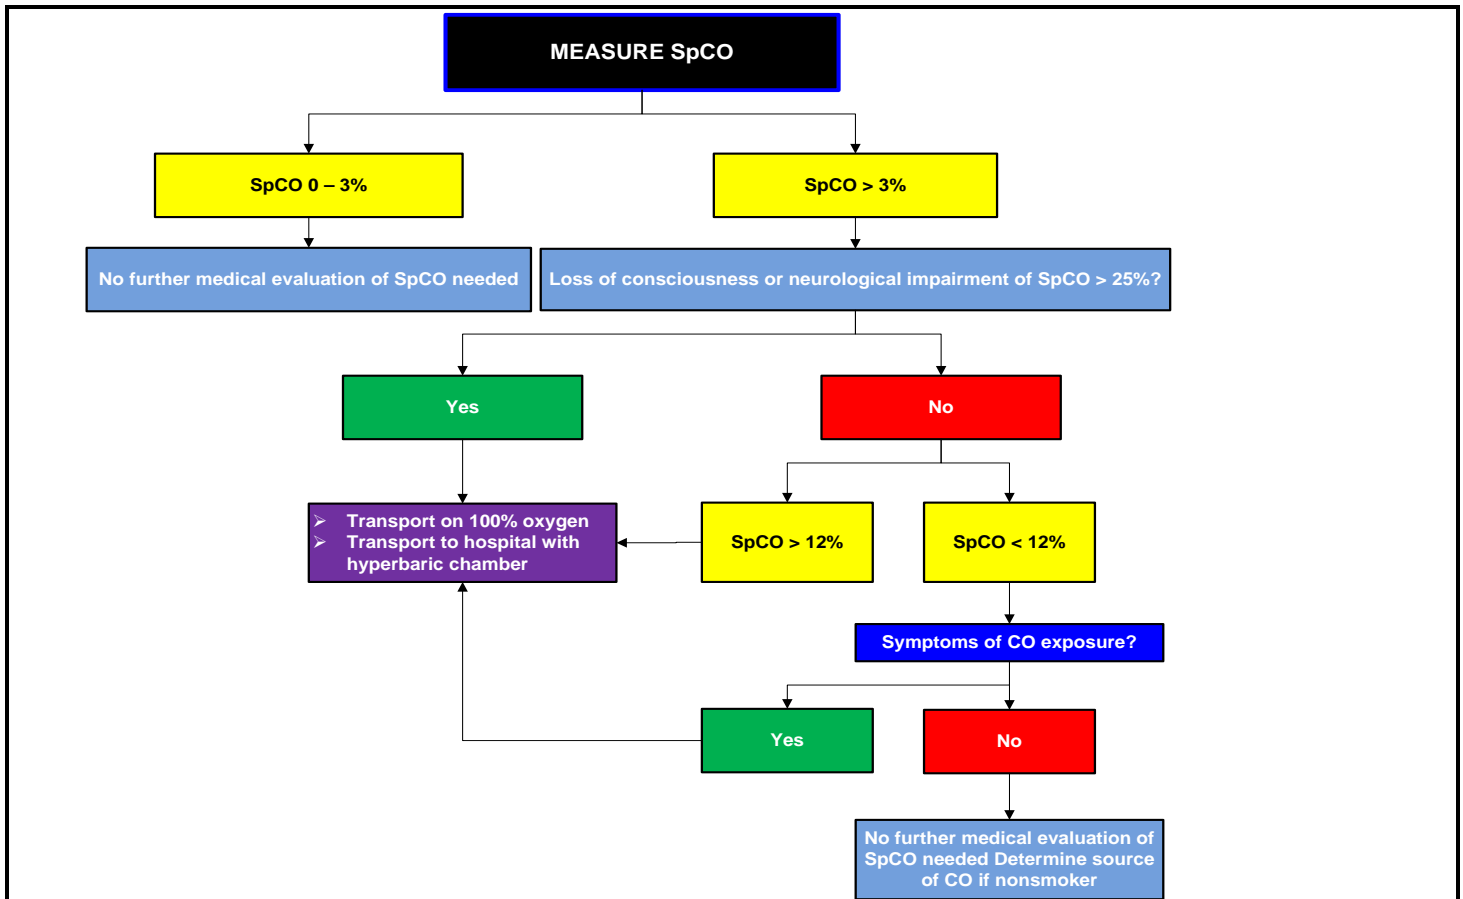 MEASURE SpCO
SpCO 0 – 3%
SpCO > 3%
No further medical evaluation of SpCO needed
Loss of consciousness or neurological impairment of SpCO > 25%?
Yes
No
➢ Transport on 100% oxygen
➢ Transport to hospital with
hyperbaric chamber
SpCO > 12%
SpCO < 12%
Symptoms of CO exposure?
Yes
No
No further medical evaluation of
SpCO needed Determine source
of CO if nonsmoker